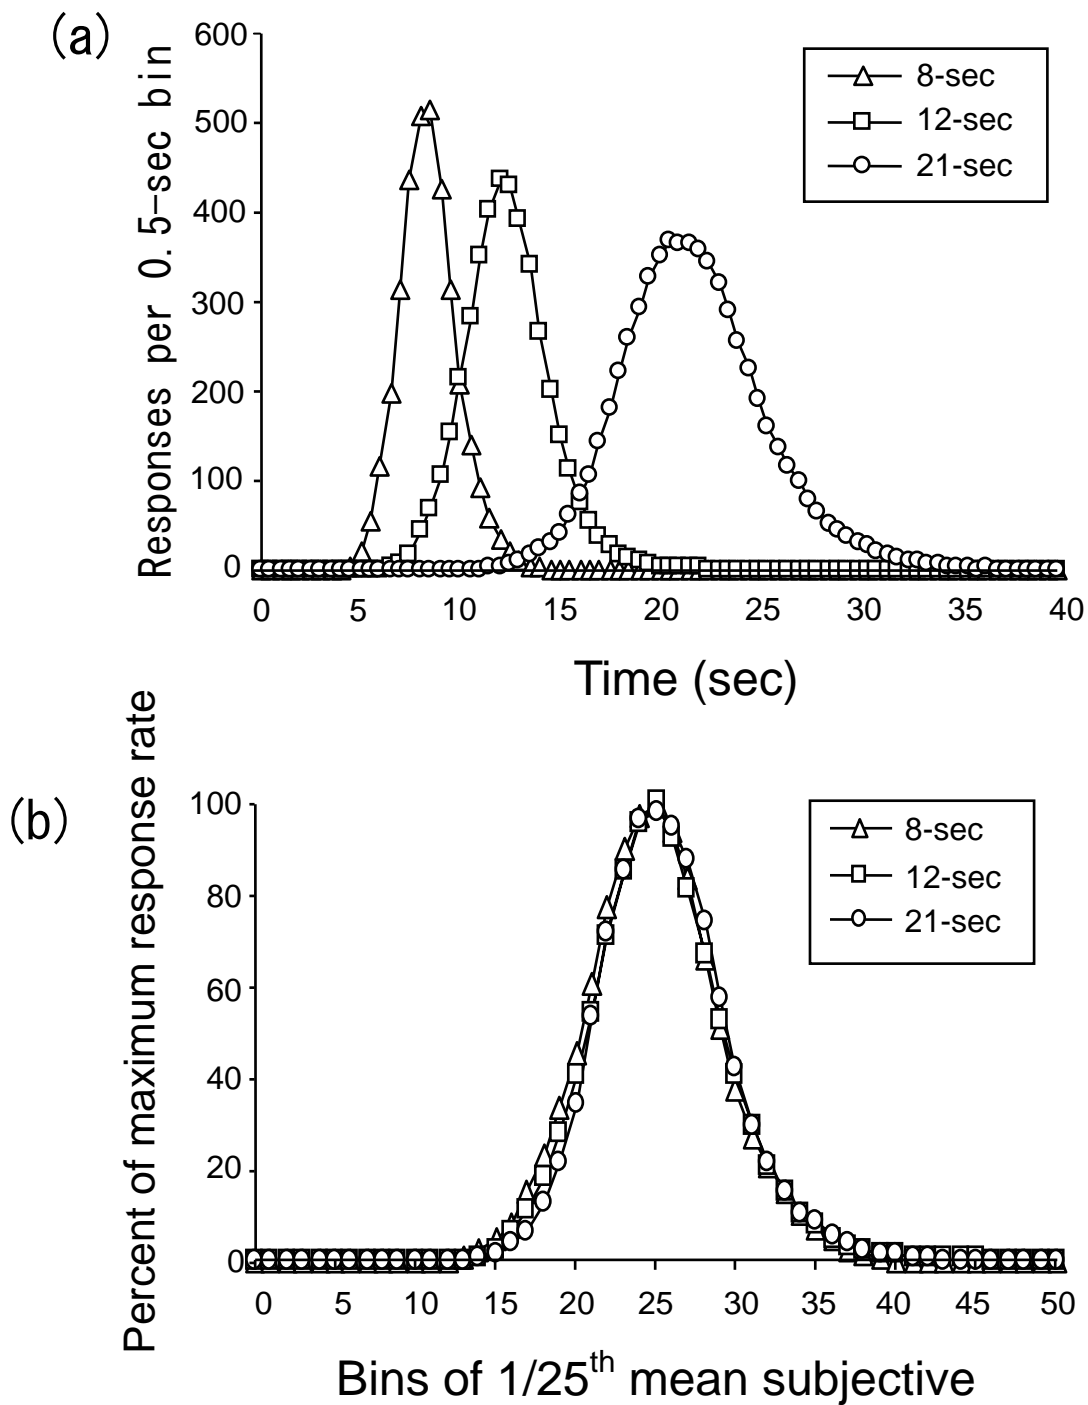 (a)
Responses per 0.5-sec bin
600
500
400
300
200
100
0
0 5 10 15 20 25 30 35 40
Time (sec)
8-sec
12-sec
21-sec
(b)
Percent of maximum response rate
100
80
60
40
20
0
0 5 10 15 20 25 30 35 40 45 50
Bins of 1/25th mean subjective
8-sec
12-sec
21-sec